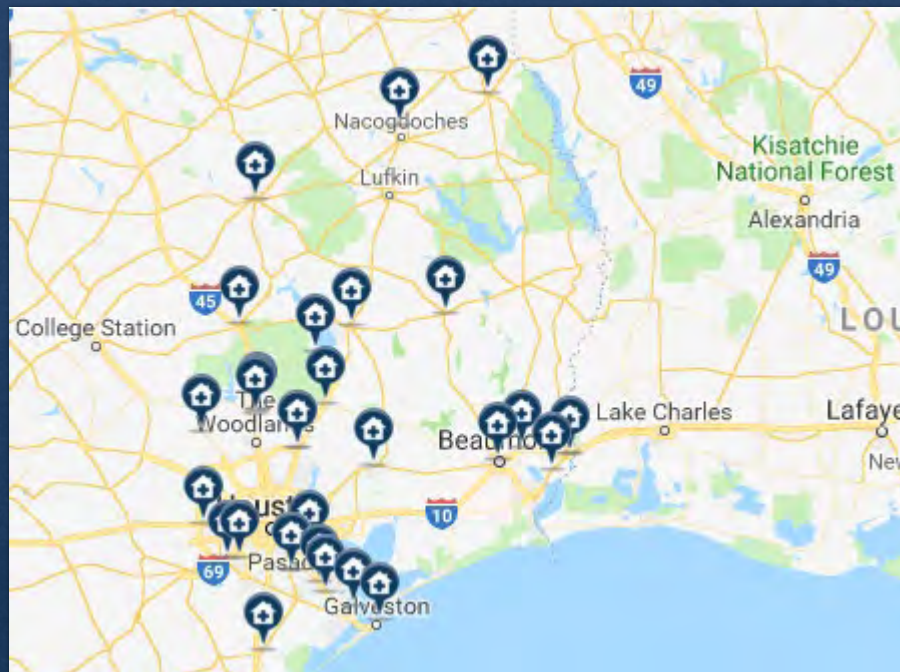 49
Nacogdoches
Kisatchie
National Forest
Lufkin
Alexandria
49
45
LOU
College Station
The
Woodlands
Lake Charles
Lafaye
Beaumo
New
Houst
10
Pasad
69
Galveston